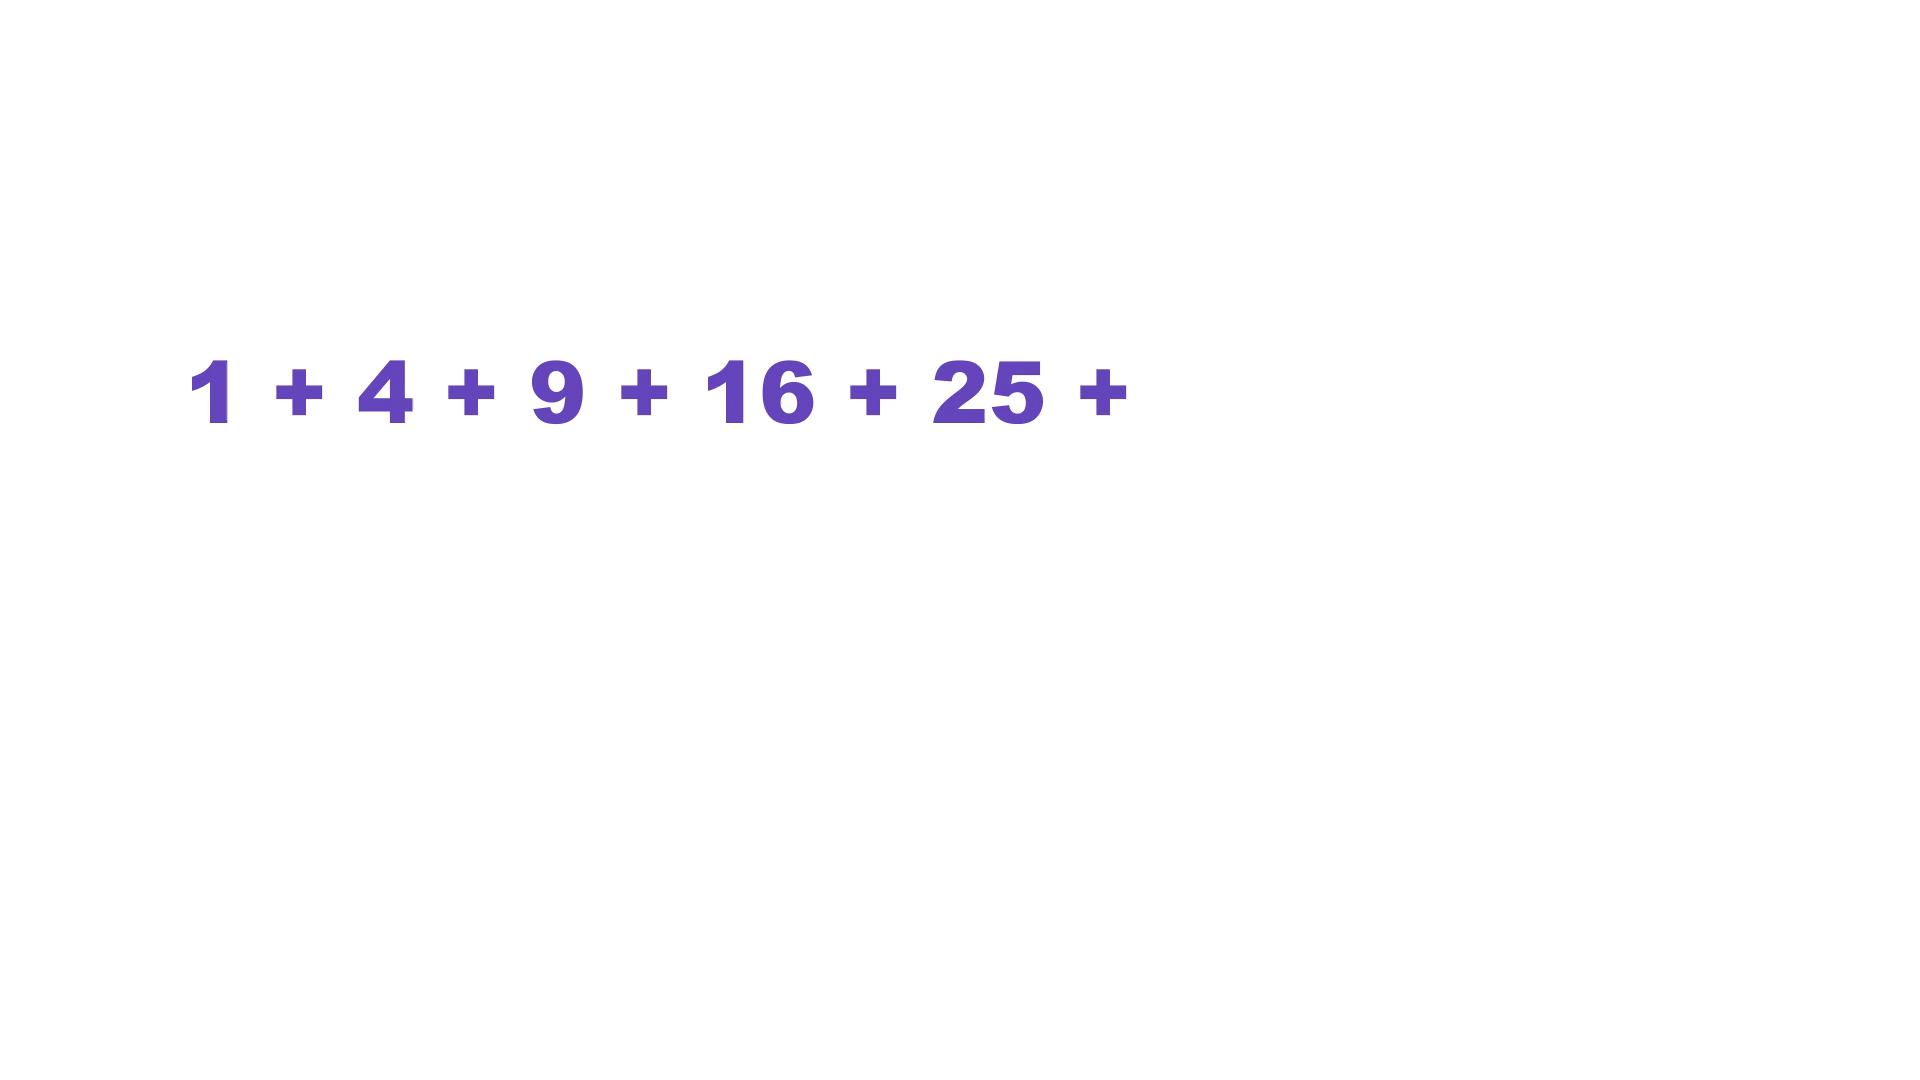 1 + 4 + 9 + 16 + 25 +